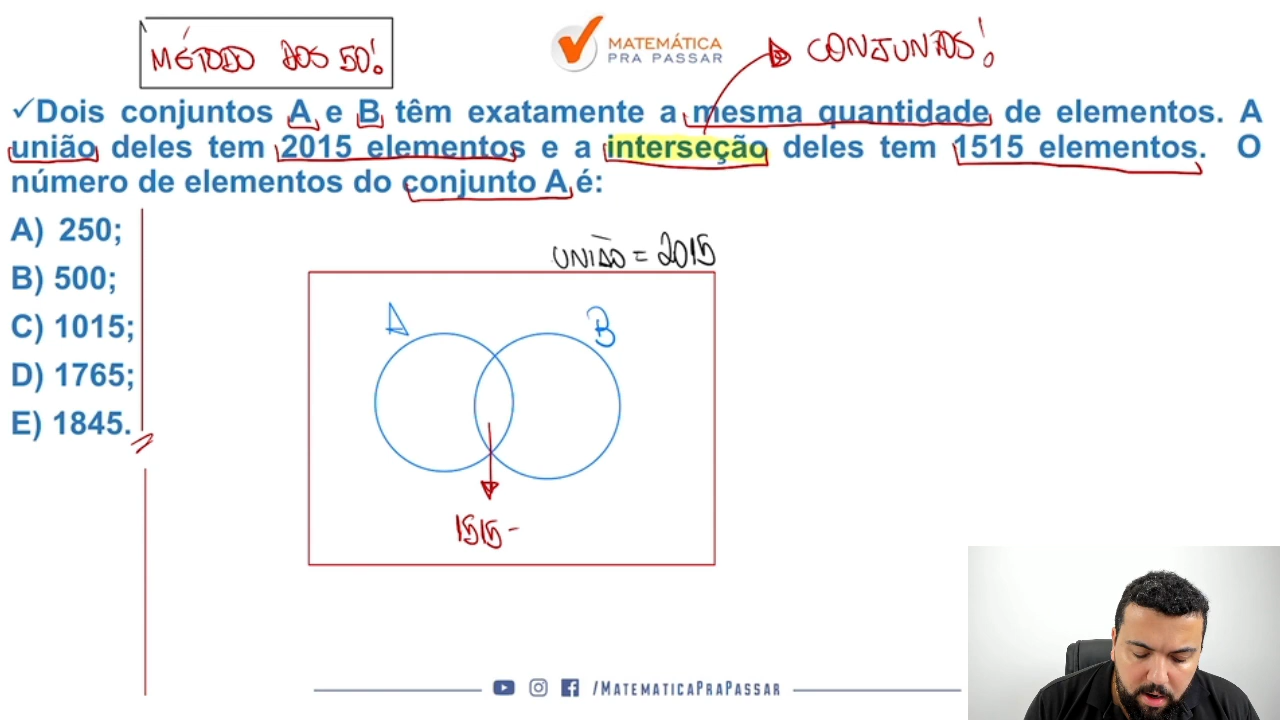 MÉTODO DOS 50!
MATEMÁTICA
PRA PASSAR
CONJUNTOS!
✓Dois conjuntos A e B têm exatamente a mesma quantidade de elementos. A
união deles tem 2015 elementos e a interseção deles tem 1515 elementos. O
número de elementos do conjunto A é:
A) 250;
B) 500;
C) 1015;
D) 1765;
E) 1845.
UNIÃO = 2015
A
B
1515 -
/MATEMATICAPRAPASSAR